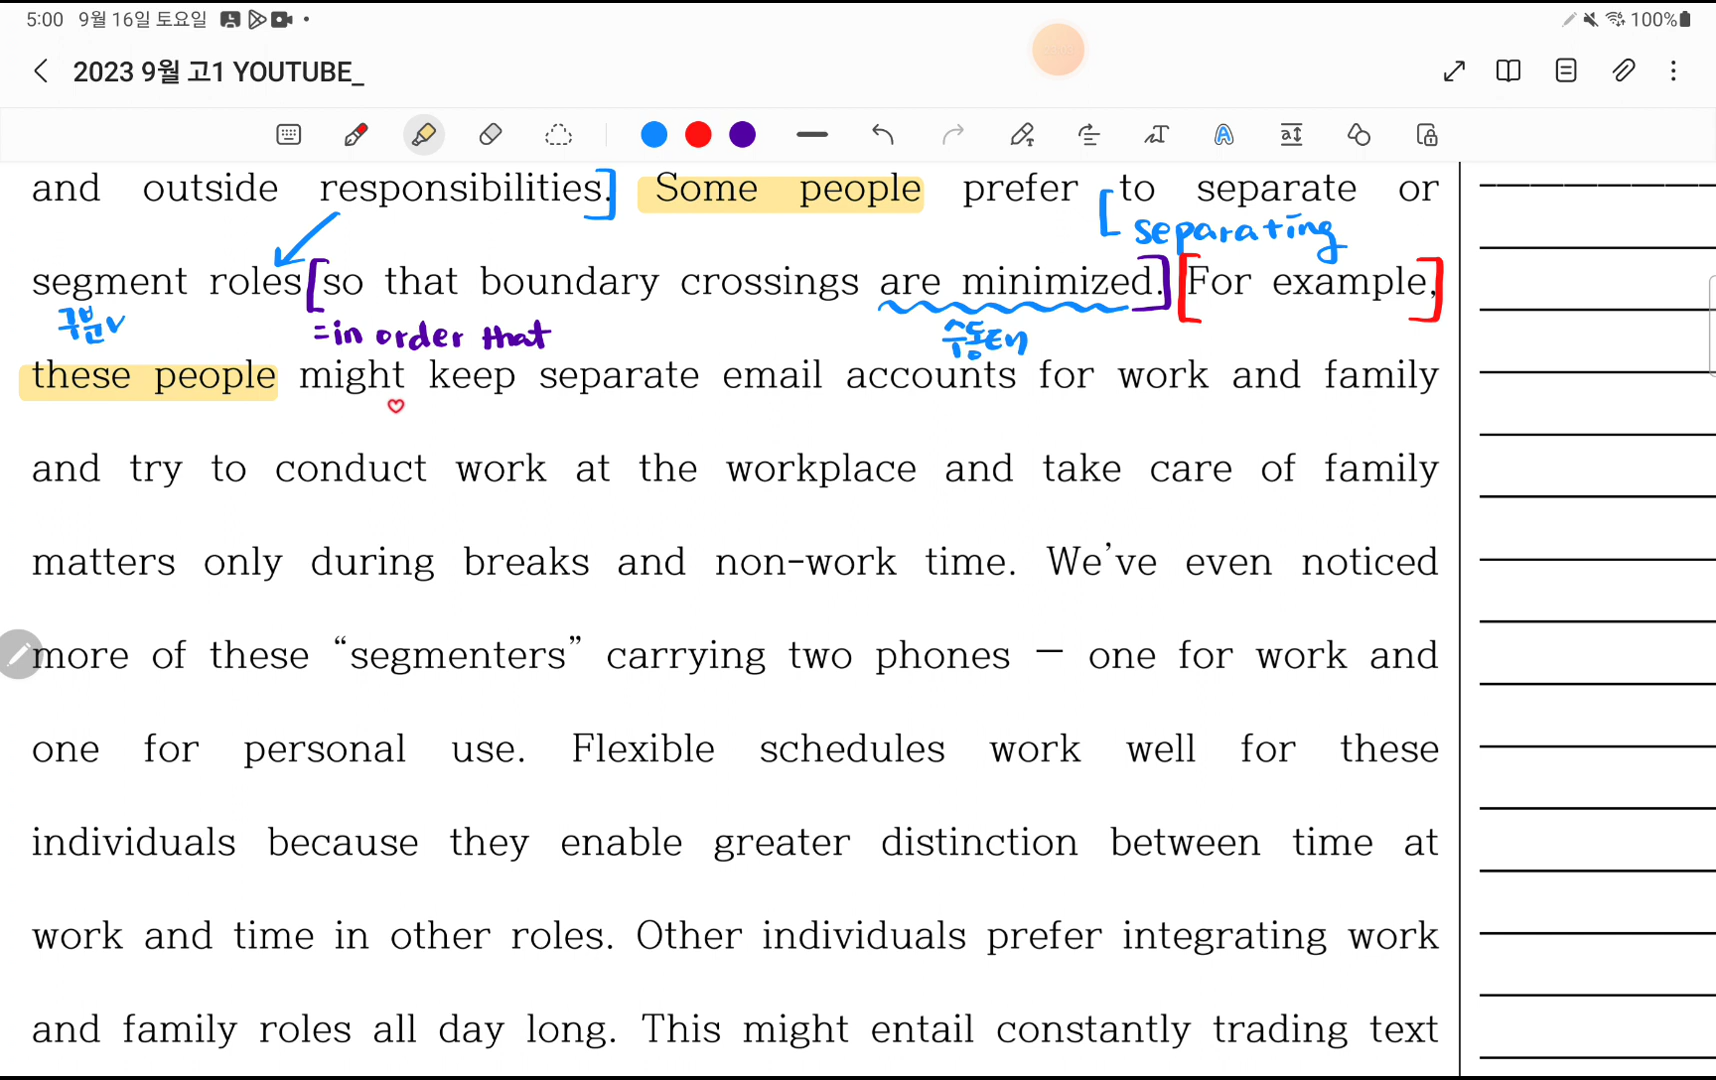 5:00 9월 16일 토요일 100%
2023 9월 고1 YOUTUBE_
and outside responsibilities.] Some people prefer [to separate or
separating
segment roles [so that boundary crossings are minimized.] [For example,]
구분v =in order that 수동태
these people might keep separate email accounts for work and family
and try to conduct work at the workplace and take care of family
matters only during breaks and non-work time. We’ve even noticed
more of these “segmenters” carrying two phones — one for work and
one for personal use. Flexible schedules work well for these
individuals because they enable greater distinction between time at
work and time in other roles. Other individuals prefer integrating work
and family roles all day long. This might entail constantly trading text